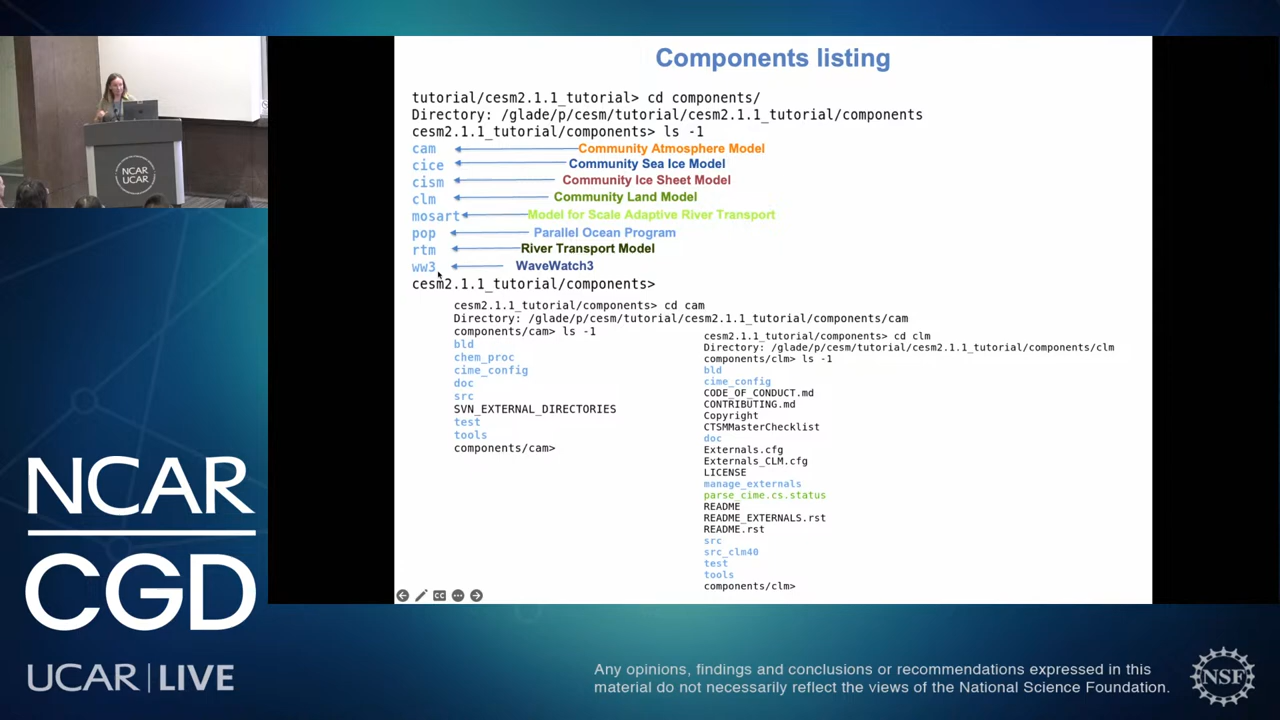 Components listing
tutorial/cesm2.1.1_tutorial> cd components/
Directory: /glade/p/cesm/tutorial/cesm2.1.1_tutorial/components
cesm2.1.1_tutorial/components> ls -1
cam Community Atmosphere Model
cice Community Sea Ice Model
cism Community Ice Sheet Model
clm Community Land Model
mosart Model for Scale Adaptive River Transport
pop Parallel Ocean Program
rtm River Transport Model
ww3 WaveWatch3
cesm2.1.1_tutorial/components>
cesm2.1.1_tutorial/components> cd cam
Directory: /glade/p/cesm/tutorial/cesm2.1.1_tutorial/components/cam
components/cam> ls -1
bld
chem_proc
cime_config
doc
src
SVN_EXTERNAL_DIRECTORIES
test
tools
components/cam>
cesm2.1.1_tutorial/components> cd clm
Directory: /glade/p/cesm/tutorial/cesm2.1.1_tutorial/components/clm
components/clm> ls -1
bld
cime_config
CODE_OF_CONDUCT.md
CONTRIBUTING.md
Copyright
CTSMMasterChecklist
doc
Externals.cfg
Externals_CLM.cfg
LICENSE
manage_externals
parse_cime.cs.status
README
README_EXTERNALS.rst
README.rst
src
src_clm40
test
tools
components/clm>
NCAR
UCAR
NCAR
CGD
UCAR | LIVE
CC
Any opinions, findings and conclusions or recommendations expressed in this
material do not necessarily reflect the views of the National Science Foundation.
NSF